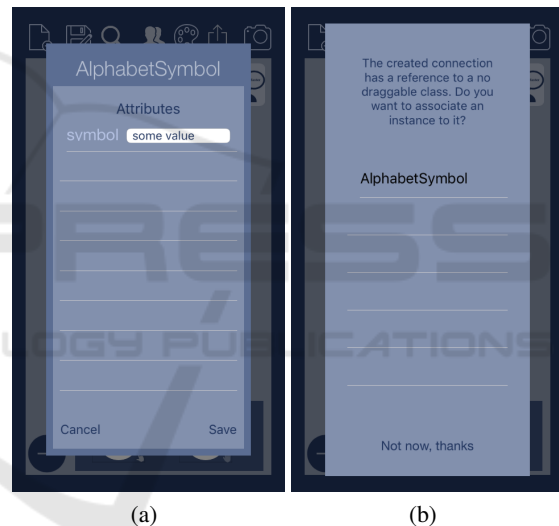 AlphabetSymbol
Attributes
symbol some value
Cancel Save
(a)
The created connection
has a reference to a no
draggable class. Do you
want to associate an
instance to it?
AlphabetSymbol
Not now, thanks
(b)